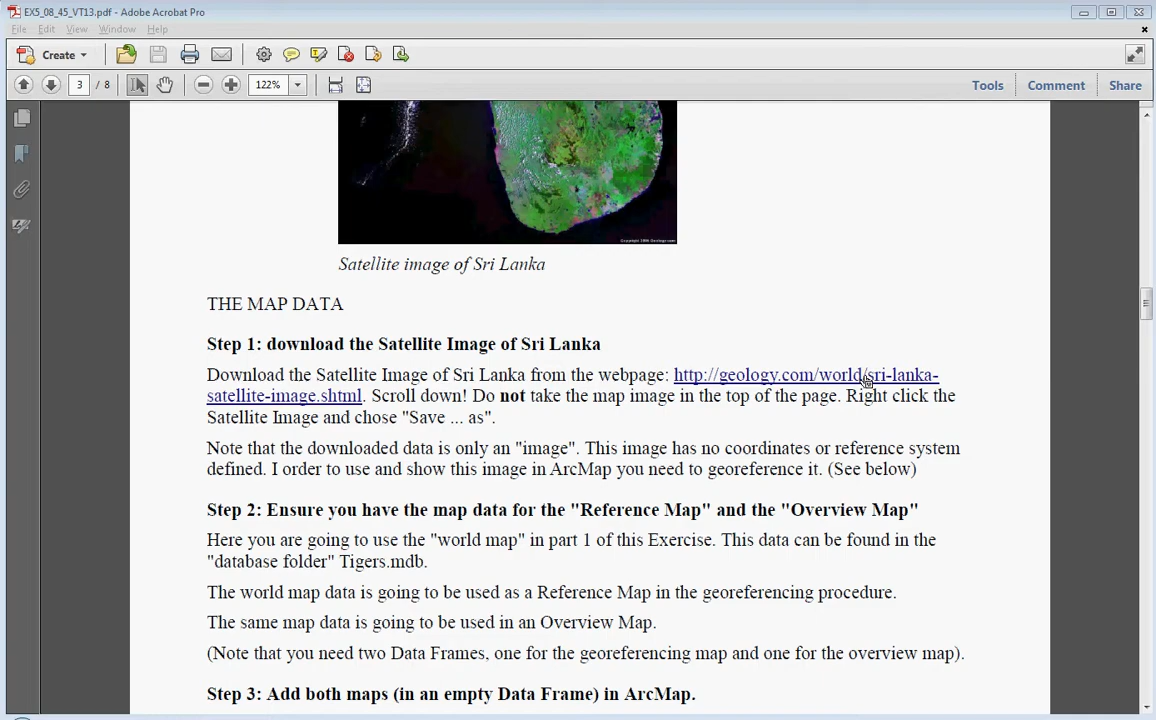 EX5_08_45_VT13.pdf - Adobe Acrobat Pro
File Edit View Window Help
Create
3 / 8 122% Tools Comment Share
Satellite image of Sri Lanka
THE MAP DATA
Step 1: download the Satellite Image of Sri Lanka
Download the Satellite Image of Sri Lanka from the webpage: http://geology.com/world/sri-lanka-
satellite-image.shtml. Scroll down! Do not take the map image in the top of the page. Right click the
Satellite Image and chose "Save ... as".
Note that the downloaded data is only an "image". This image has no coordinates or reference system
defined. I order to use and show this image in ArcMap you need to georeference it. (See below)
Step 2: Ensure you have the map data for the "Reference Map" and the "Overview Map"
Here you are going to use the "world map" in part 1 of this Exercise. This data can be found in the
"database folder" Tigers.mdb.
The world map data is going to be used as a Reference Map in the georeferencing procedure.
The same map data is going to be used in an Overview Map.
(Note that you need two Data Frames, one for the georeferencing map and one for the overview map).
Step 3: Add both maps (in an empty Data Frame) in ArcMap.